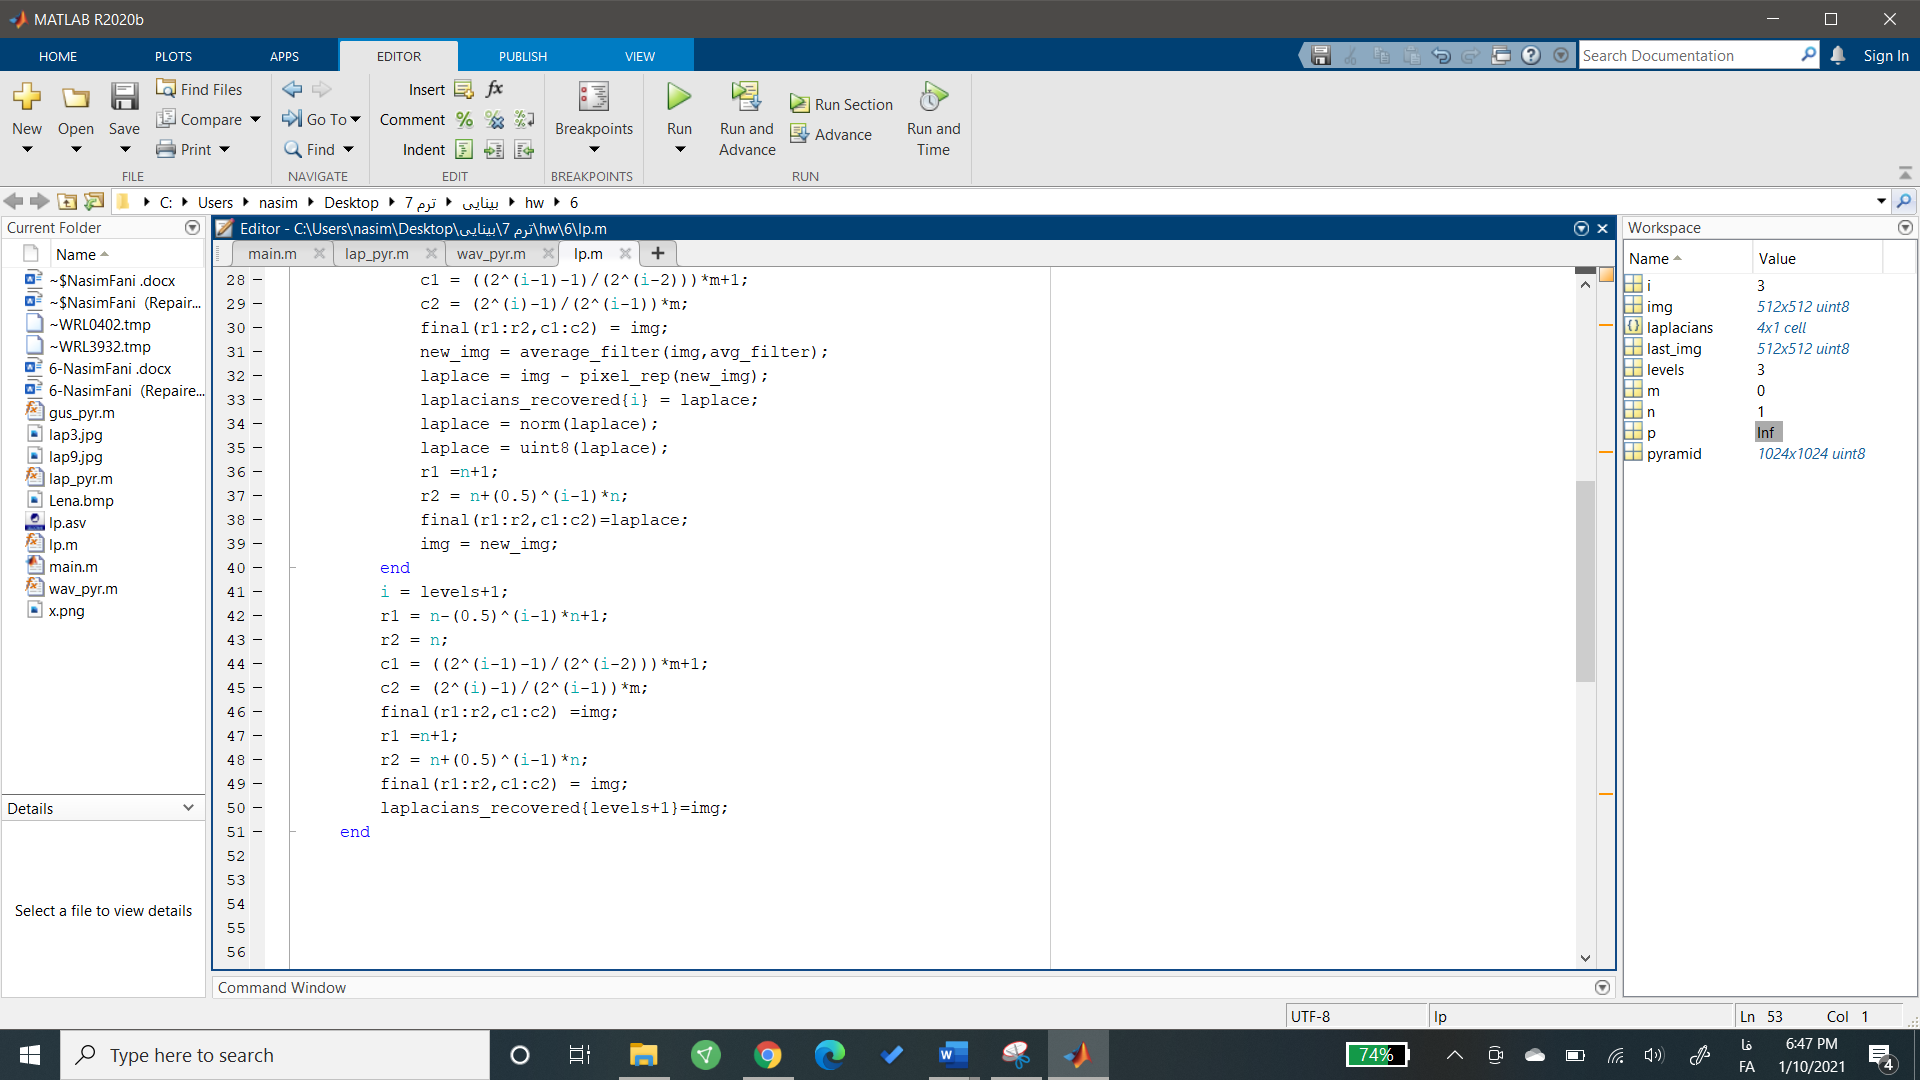 MATLAB R2020b
HOME PLOTS APPS EDITOR PUBLISH VIEW
Search Documentation
Sign In
New Open Save
Find Files
Compare
Print
FILE
Go To
Find
NAVIGATE
Insert fx
Comment
Indent
EDIT
Breakpoints
BREAKPOINTS
Run
Run and Advance
Run Section
Advance
Run and Time
RUN
C: Users nasim Desktop ترم 7 بینایی hw 6
Current Folder
Name
~$NasimFani .docx
~$NasimFani (Repair...
~WRL0402.tmp
~WRL3932.tmp
6-NasimFani .docx
6-NasimFani (Repaire...
gus_pyr.m
lap3.jpg
lap9.jpg
lap_pyr.m
Lena.bmp
lp.asv
lp.m
main.m
wav_pyr.m
x.png
Details
Select a file to view details
Editor - C:\Users\nasim\Desktop\ترم 7\بینایی\hw\6\lp.m
main.m lap_pyr.m wav_pyr.m lp.m
28 – c1 = ((2^(i-1)-1)/(2^(i-2)))*m+1;
29 – c2 = (2^(i)-1)/(2^(i-1))*m;
30 – final(r1:r2,c1:c2) = img;
31 – new_img = average_filter(img,avg_filter);
32 – laplace = img - pixel_rep(new_img);
33 – laplacians_recovered{i} = laplace;
34 – laplace = norm(laplace);
35 – laplace = uint8(laplace);
36 – r1 =n+1;
37 – r2 = n+(0.5)^(i-1)*n;
38 – final(r1:r2,c1:c2)=laplace;
39 – img = new_img;
40 – end
41 – i = levels+1;
42 – r1 = n-(0.5)^(i-1)*n+1;
43 – r2 = n;
44 – c1 = ((2^(i-1)-1)/(2^(i-2)))*m+1;
45 – c2 = (2^(i)-1)/(2^(i-1))*m;
46 – final(r1:r2,c1:c2) =img;
47 – r1 =n+1;
48 – r2 = n+(0.5)^(i-1)*n;
49 – final(r1:r2,c1:c2) = img;
50 – laplacians_recovered{levels+1}=img;
51 – end
52
53
54
55
56
Command Window
Workspace
Name Value
i 3
img 512x512 uint8
laplacians 4x1 cell
last_img 512x512 uint8
levels 3
m 0
n 1
p Inf
pyramid 1024x1024 uint8
UTF-8 lp Ln 53 Col 1
Type here to search
74%
فا
FA
6:47 PM
1/10/2021
4